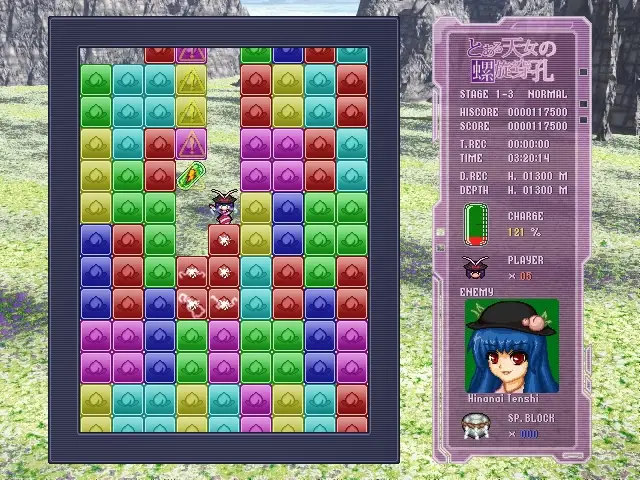 とある天女の
螺旋穿孔
STAGE 1-3 NORMAL
HISCORE 0000117500
SCORE 0000117500
T.REC 00:00:00
TIME 03:20:14
D.REC H. 01300 M
DEPTH H. 01300 M
CHARGE
121 %
PLAYER
× 05
ENEMY
Hinanai Tenshi
SP.BLOCK
× 000